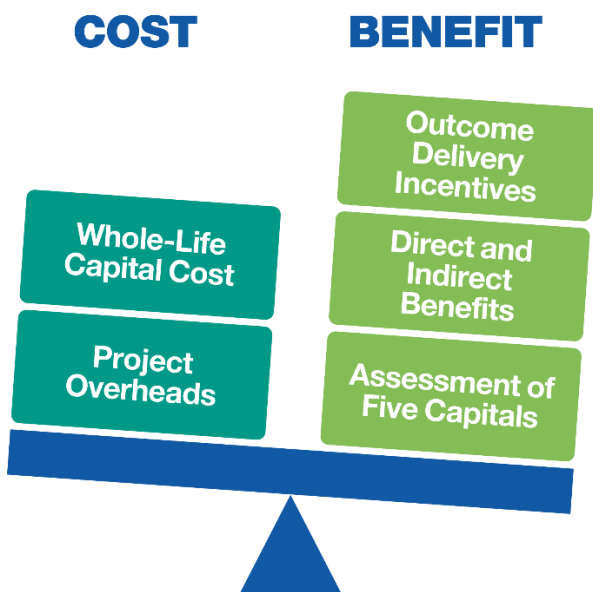 COST
BENEFIT
Whole-Life
Capital Cost
Project
Overheads
Outcome
Delivery
Incentives
Direct and
Indirect
Benefits
Assessment of
Five Capitals